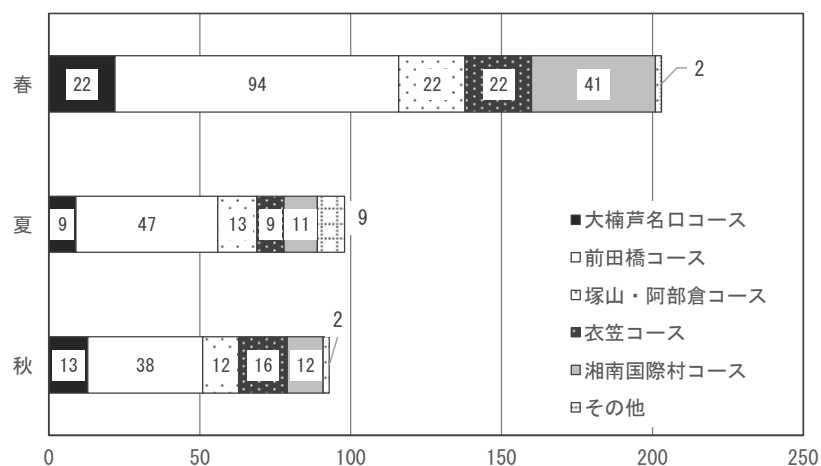 春
22
94
22
22
41
2
夏
9
47
13
9
11
9
秋
13
38
12
16
12
2
■大楠芦名口コース
□前田橋コース
塚山・阿部倉コース
衣笠コース
湘南国際村コース
その他
0
50
100
150
200
250